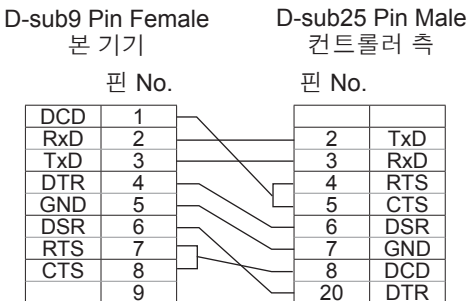 D-sub9 Pin Female D-sub25 Pin Male
본 기기 컨트롤러 측
핀 No. 핀 No.
DCD 1
RxD 2 2 TxD
TxD 3 3 RxD
DTR 4 4 RTS
GND 5 5 CTS
DSR 6 6 DSR
RTS 7 7 GND
CTS 8 8 DCD
9 20 DTR